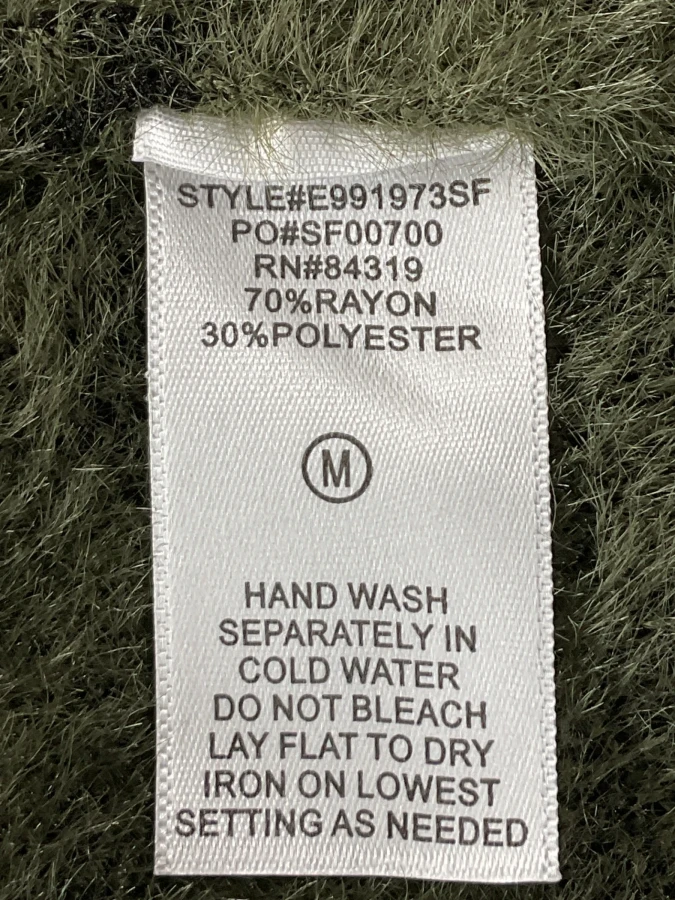 STYLE#E991973SF
PO#SF00700
RN#84319
70%RAYON
30%POLYESTER
M
HAND WASH
SEPARATELY IN
COLD WATER
DO NOT BLEACH
LAY FLAT TO DRY
IRON ON LOWEST
SETTING AS NEEDED